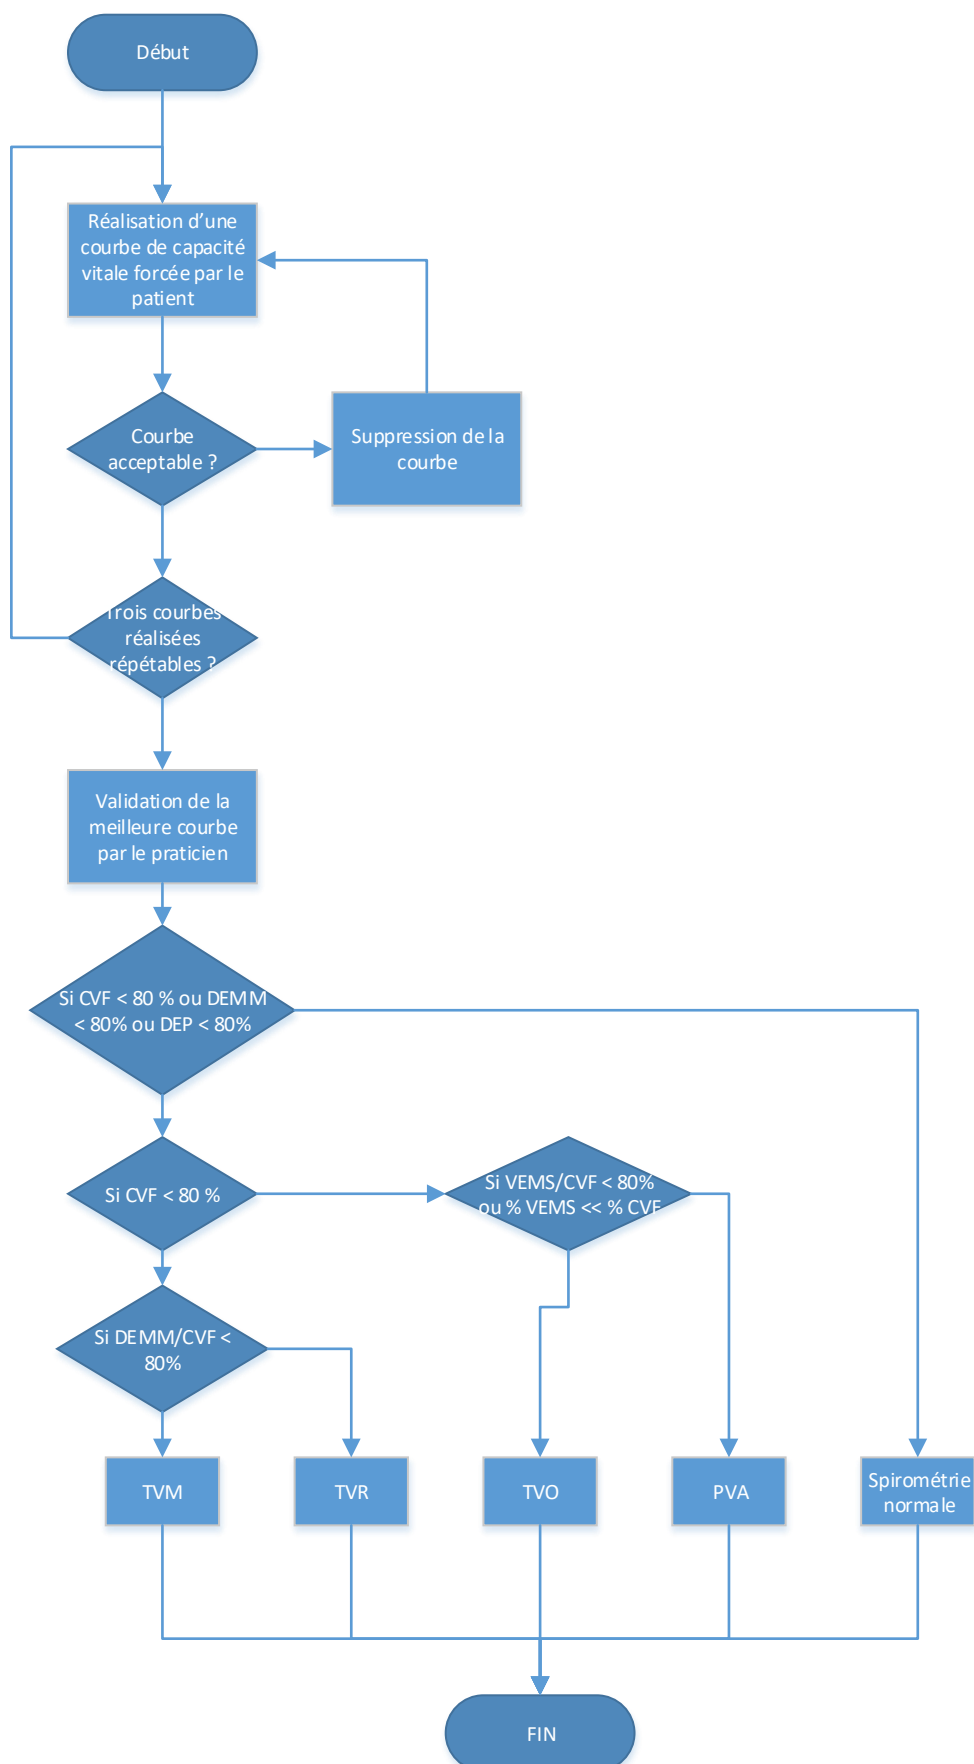 Début
Réalisation d’une
courbe de capacité
vitale forcée par le
patient
Courbe
acceptable ?
Suppression de la
courbe
Trois courbes
réalisées
répétables ?
Validation de la
meilleure courbe
par le praticien
Si CVF < 80 % ou DEMM
< 80% ou DEP < 80%
Si CVF < 80 %
Si VEMS/CVF < 80%
ou % VEMS << % CVF
Si DEMM/CVF <
80%
TVM
TVR
TVO
PVA
Spirométrie
normale
FIN